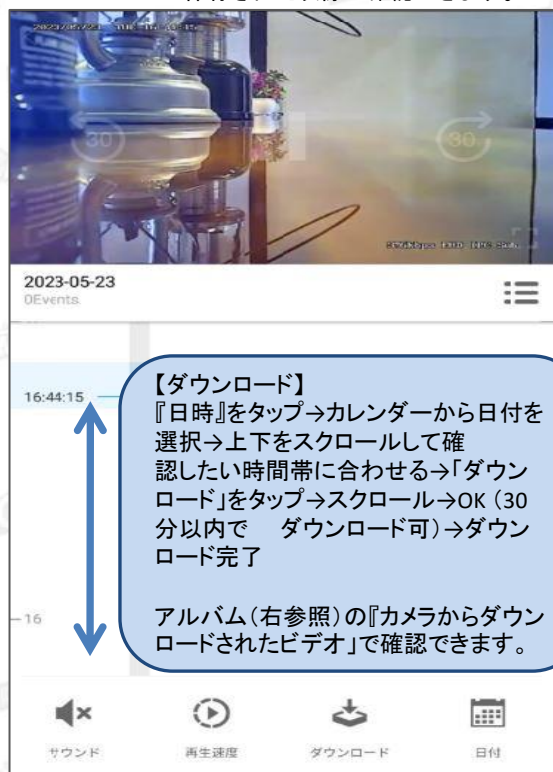 2023-05-23
0Events
16:44:15
【ダウンロード】
『日時』をタップ→カレンダーから日付を
選択→上下をスクロールして確
認したい時間帯に合わせる→「ダウン
ロード」をタップ→スクロール→OK（30
分以内で　ダウンロード可）→ダウン
ロード完了
アルバム（右参照）の『カメラからダウン
ロードされたビデオ」で確認できます。
16
サウンド
再生速度
ダウンロード
日付
30
30